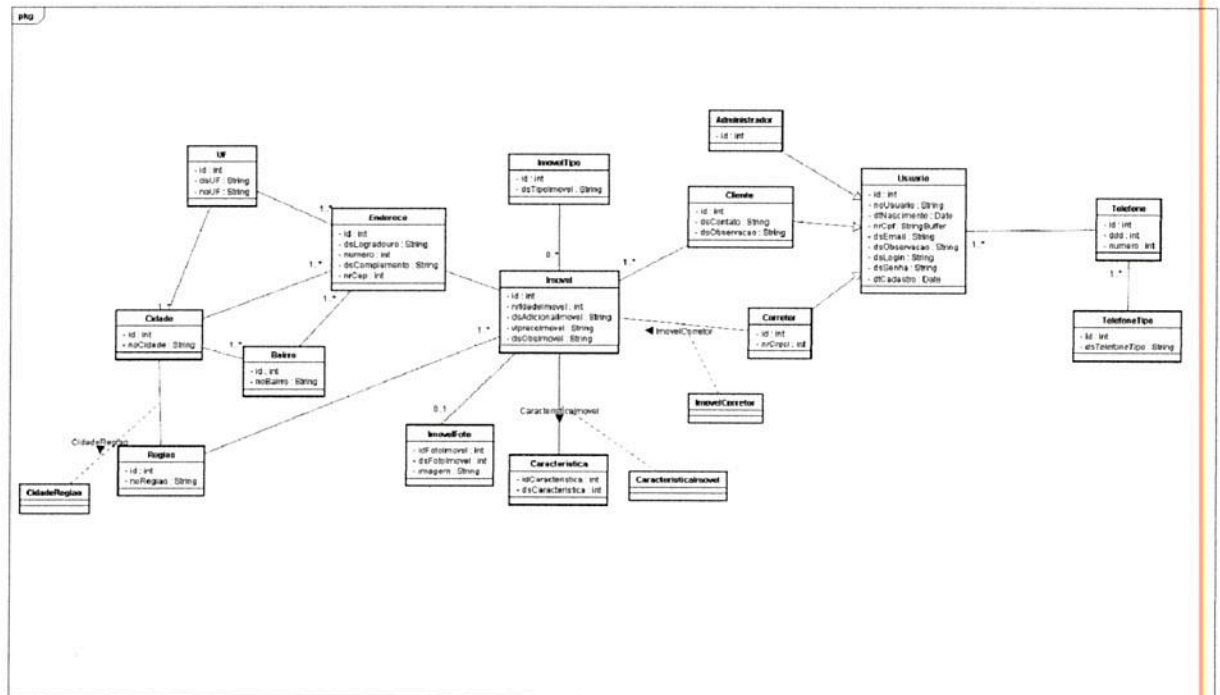 pkg
Administrador
- id : int
UF
- id : int
- dsUF : String
- noUF : String
ImovelTipo
- id : int
- dsTipoImovel : String
Cliente
- id : int
- dsContato : String
- dsObservacao : String
Usuario
- id : int
- noUsuario : String
- dtNascimento : Date
- nrCpf : StringBuffer
- dsEmail : String
- dsObservacao : String
- dsLogin : String
- dsSenha : String
- dtCadastro : Date
Telefone
- id : int
- ddd : int
- numero : int
Endereco
- id : int
- dsLogradouro : String
- numero : int
- dsComplemento : String
- nrCep : int
1..*
1..*
1..*
1..*
1..*
0..*
1..*
1..*
1..*
Imovel
- id : int
- nrIdadeImovel : int
- dsAdicionalImovel : String
- vlprecoImovel : String
- dsObsImovel : String
1..*
Cidade
- id : int
- noCidade : String
Bairro
- id : int
- noBairro : String
Corretor
- id : int
- nrCreci : int
ImovelCorretor
TelefoneTipo
- id : int
- dsTelefoneTipo : String
ImovelCorretor
0..1
CaracteristicaImovel
ImovelFoto
- idFotoImovel : int
- dsFotoImovel : int
- imagem : String
CidadeRegiao
Regiao
- id : int
- noRegiao : String
Caracteristica
- idCaracteristica : int
- dsCaracteristica : int
CaracteristicaImovel
CidadeRegiao